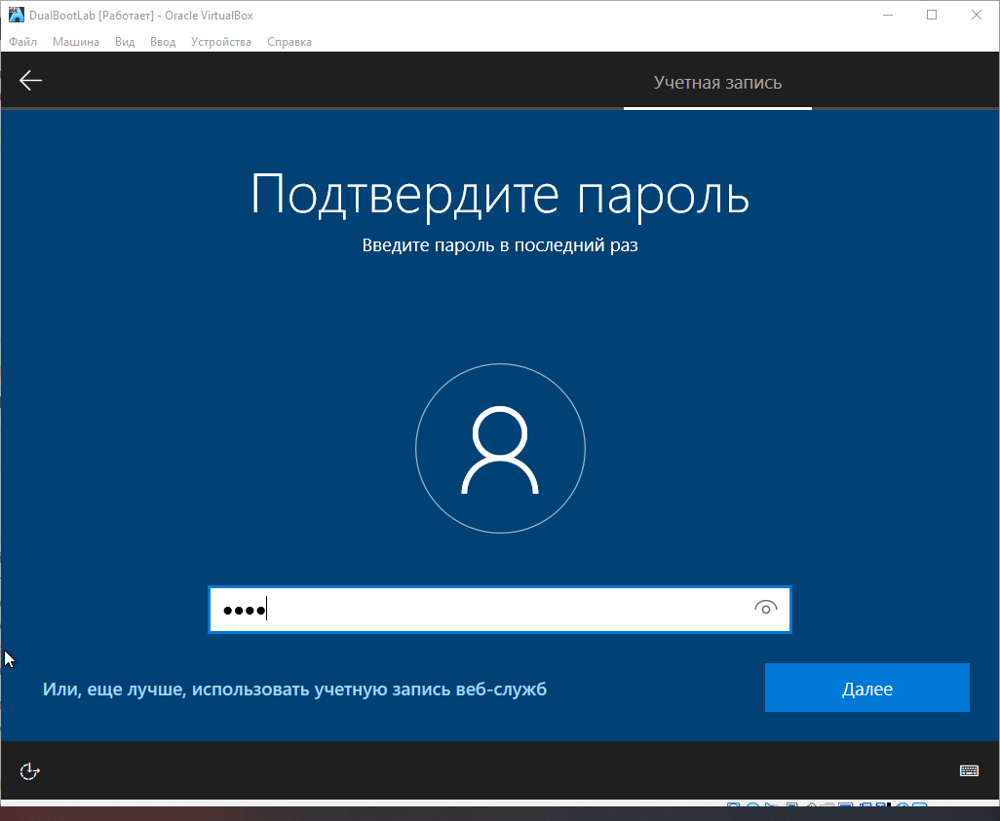 DualBootLab [Работает] - Oracle VirtualBox
Файл Машина Вид Ввод Устройства Справка
Учетная запись
Подтвердите пароль
Введите пароль в последний раз
Или, еще лучше, использовать учетную запись веб-служб
Далее